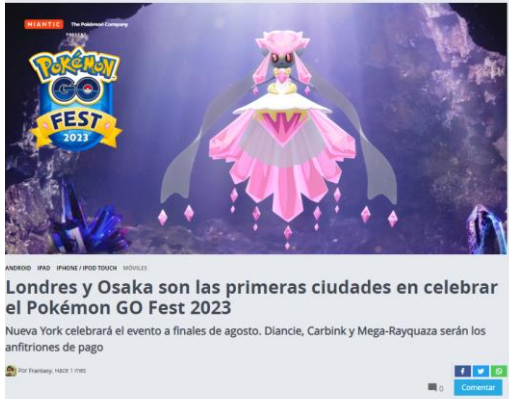 NIANTIC The Pokémon Company
POKÉMON
GO
FEST
2023
ANDROID IPAD IPHONE / IPOD TOUCH MÓVILES
Londres y Osaka son las primeras ciudades en celebrar
el Pokémon GO Fest 2023
Nueva York celebrará el evento a finales de agosto. Diancie, Carbink y Mega-Rayquaza serán los
anfitriones de pago
Por Frantasy, Hace 1 mes
0 Comentar